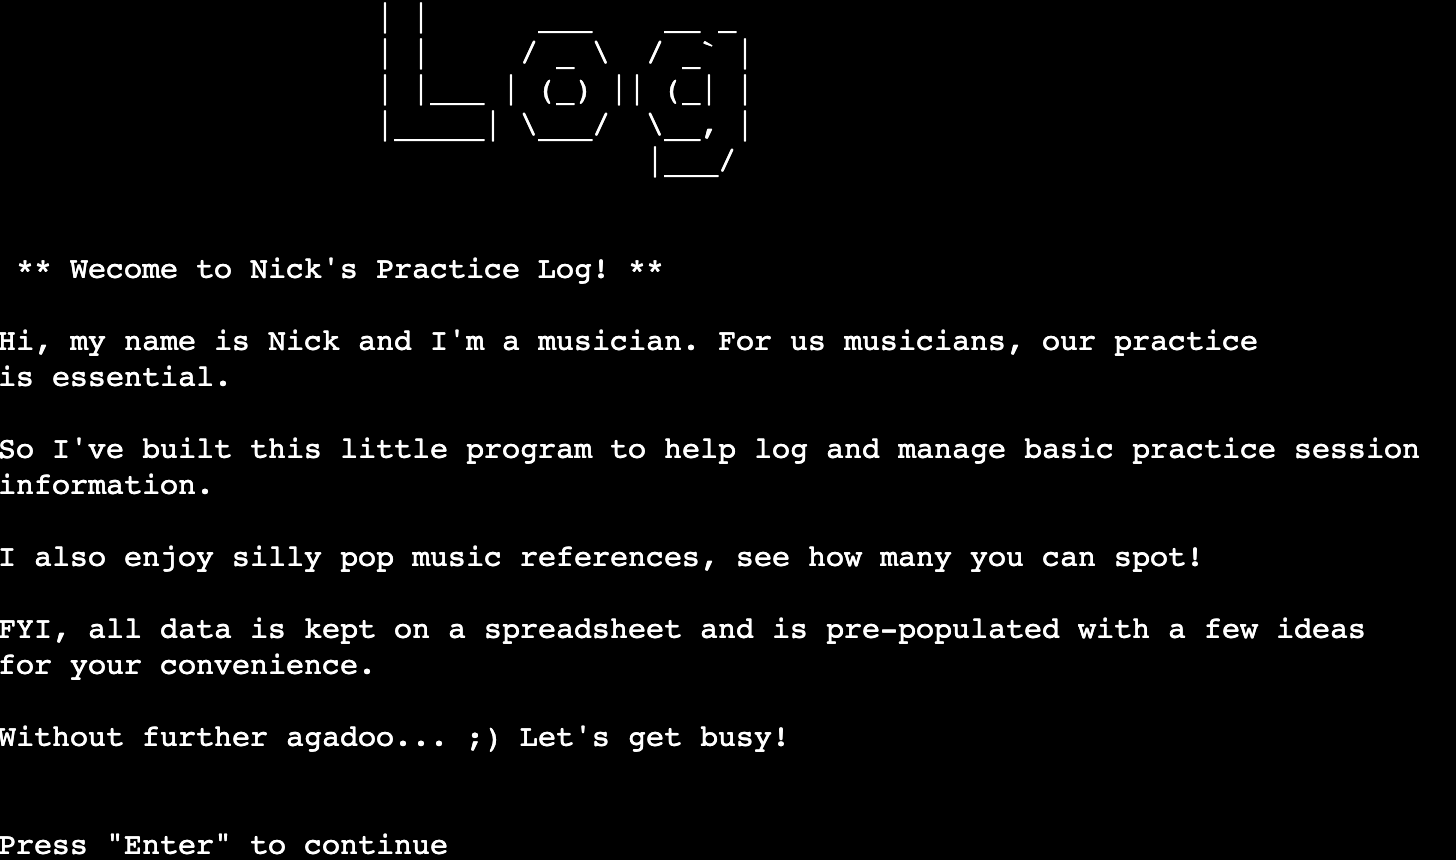 Log
** Wecome to Nick's Practice Log! **
Hi, my name is Nick and I'm a musician. For us musicians, our practice
is essential.
So I've built this little program to help log and manage basic practice session
information.
I also enjoy silly pop music references, see how many you can spot!
FYI, all data is kept on a spreadsheet and is pre-populated with a few ideas
for your convenience.
Without further agadoo... ;) Let's get busy!
Press "Enter" to continue